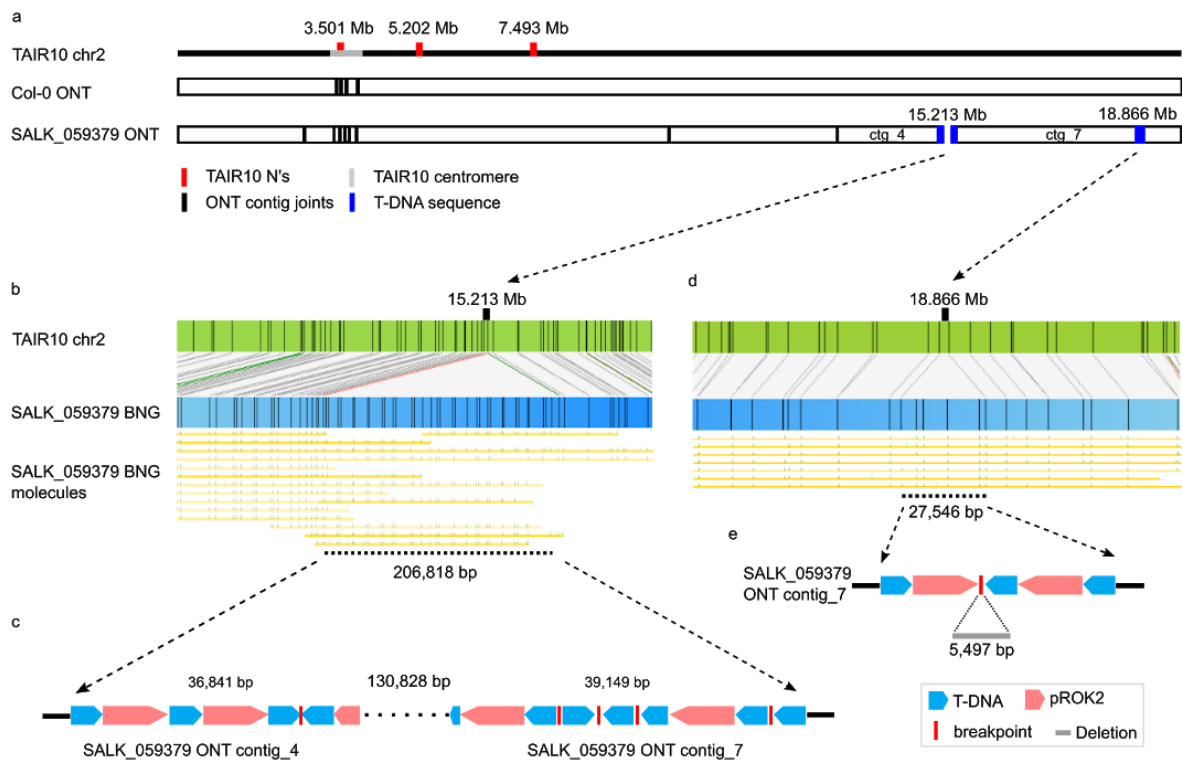 a
3.501 Mb 5.202 Mb 7.493 Mb
TAIR10 chr2
Col-0 ONT
15.213 Mb 18.866 Mb
SALK_059379 ONT
ctg_4 ctg_7
TAIR10 N's TAIR10 centromere
ONT contig joints T-DNA sequence
b
15.213 Mb
TAIR10 chr2
SALK_059379 BNG
SALK_059379 BNG
molecules
206,818 bp
d
18.866 Mb
27,546 bp
e
SALK_059379
ONT contig_7
5,497 bp
c
36,841 bp 130,828 bp 39,149 bp
SALK_059379 ONT contig_4 SALK_059379 ONT contig_7
T-DNA pROK2
breakpoint Deletion